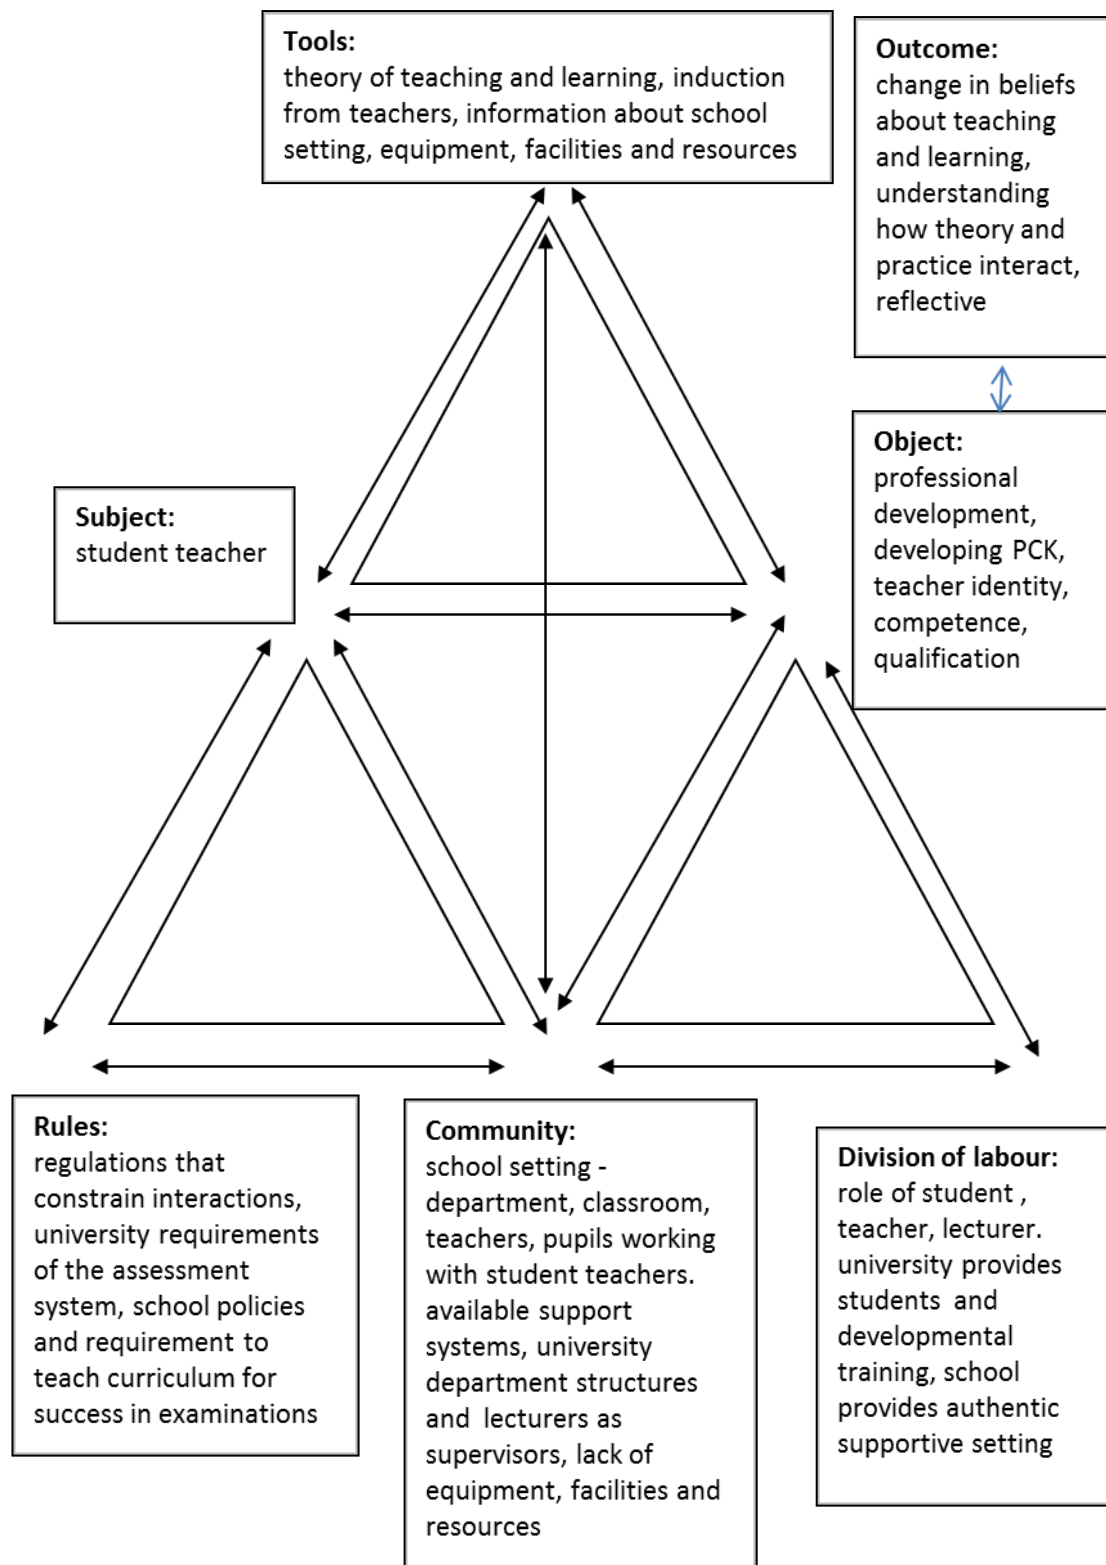 Tools:
theory of teaching and learning, induction
from teachers, information about school
setting, equipment, facilities and resources
Outcome:
change in beliefs
about teaching
and learning,
understanding
how theory and
practice interact,
reflective
Subject:
student teacher
Object:
professional
development,
developing PCK,
teacher identity,
competence,
qualification
Rules:
regulations that
constrain interactions,
university requirements
of the assessment
system, school policies
and requirement to
teach curriculum for
success in examinations
Community:
school setting -
department, classroom,
teachers, pupils working
with student teachers.
available support
systems, university
department structures
and lecturers as
supervisors, lack of
equipment, facilities and
resources
Division of labour:
role of student ,
teacher, lecturer.
university provides
students and
developmental
training, school
provides authentic
supportive setting